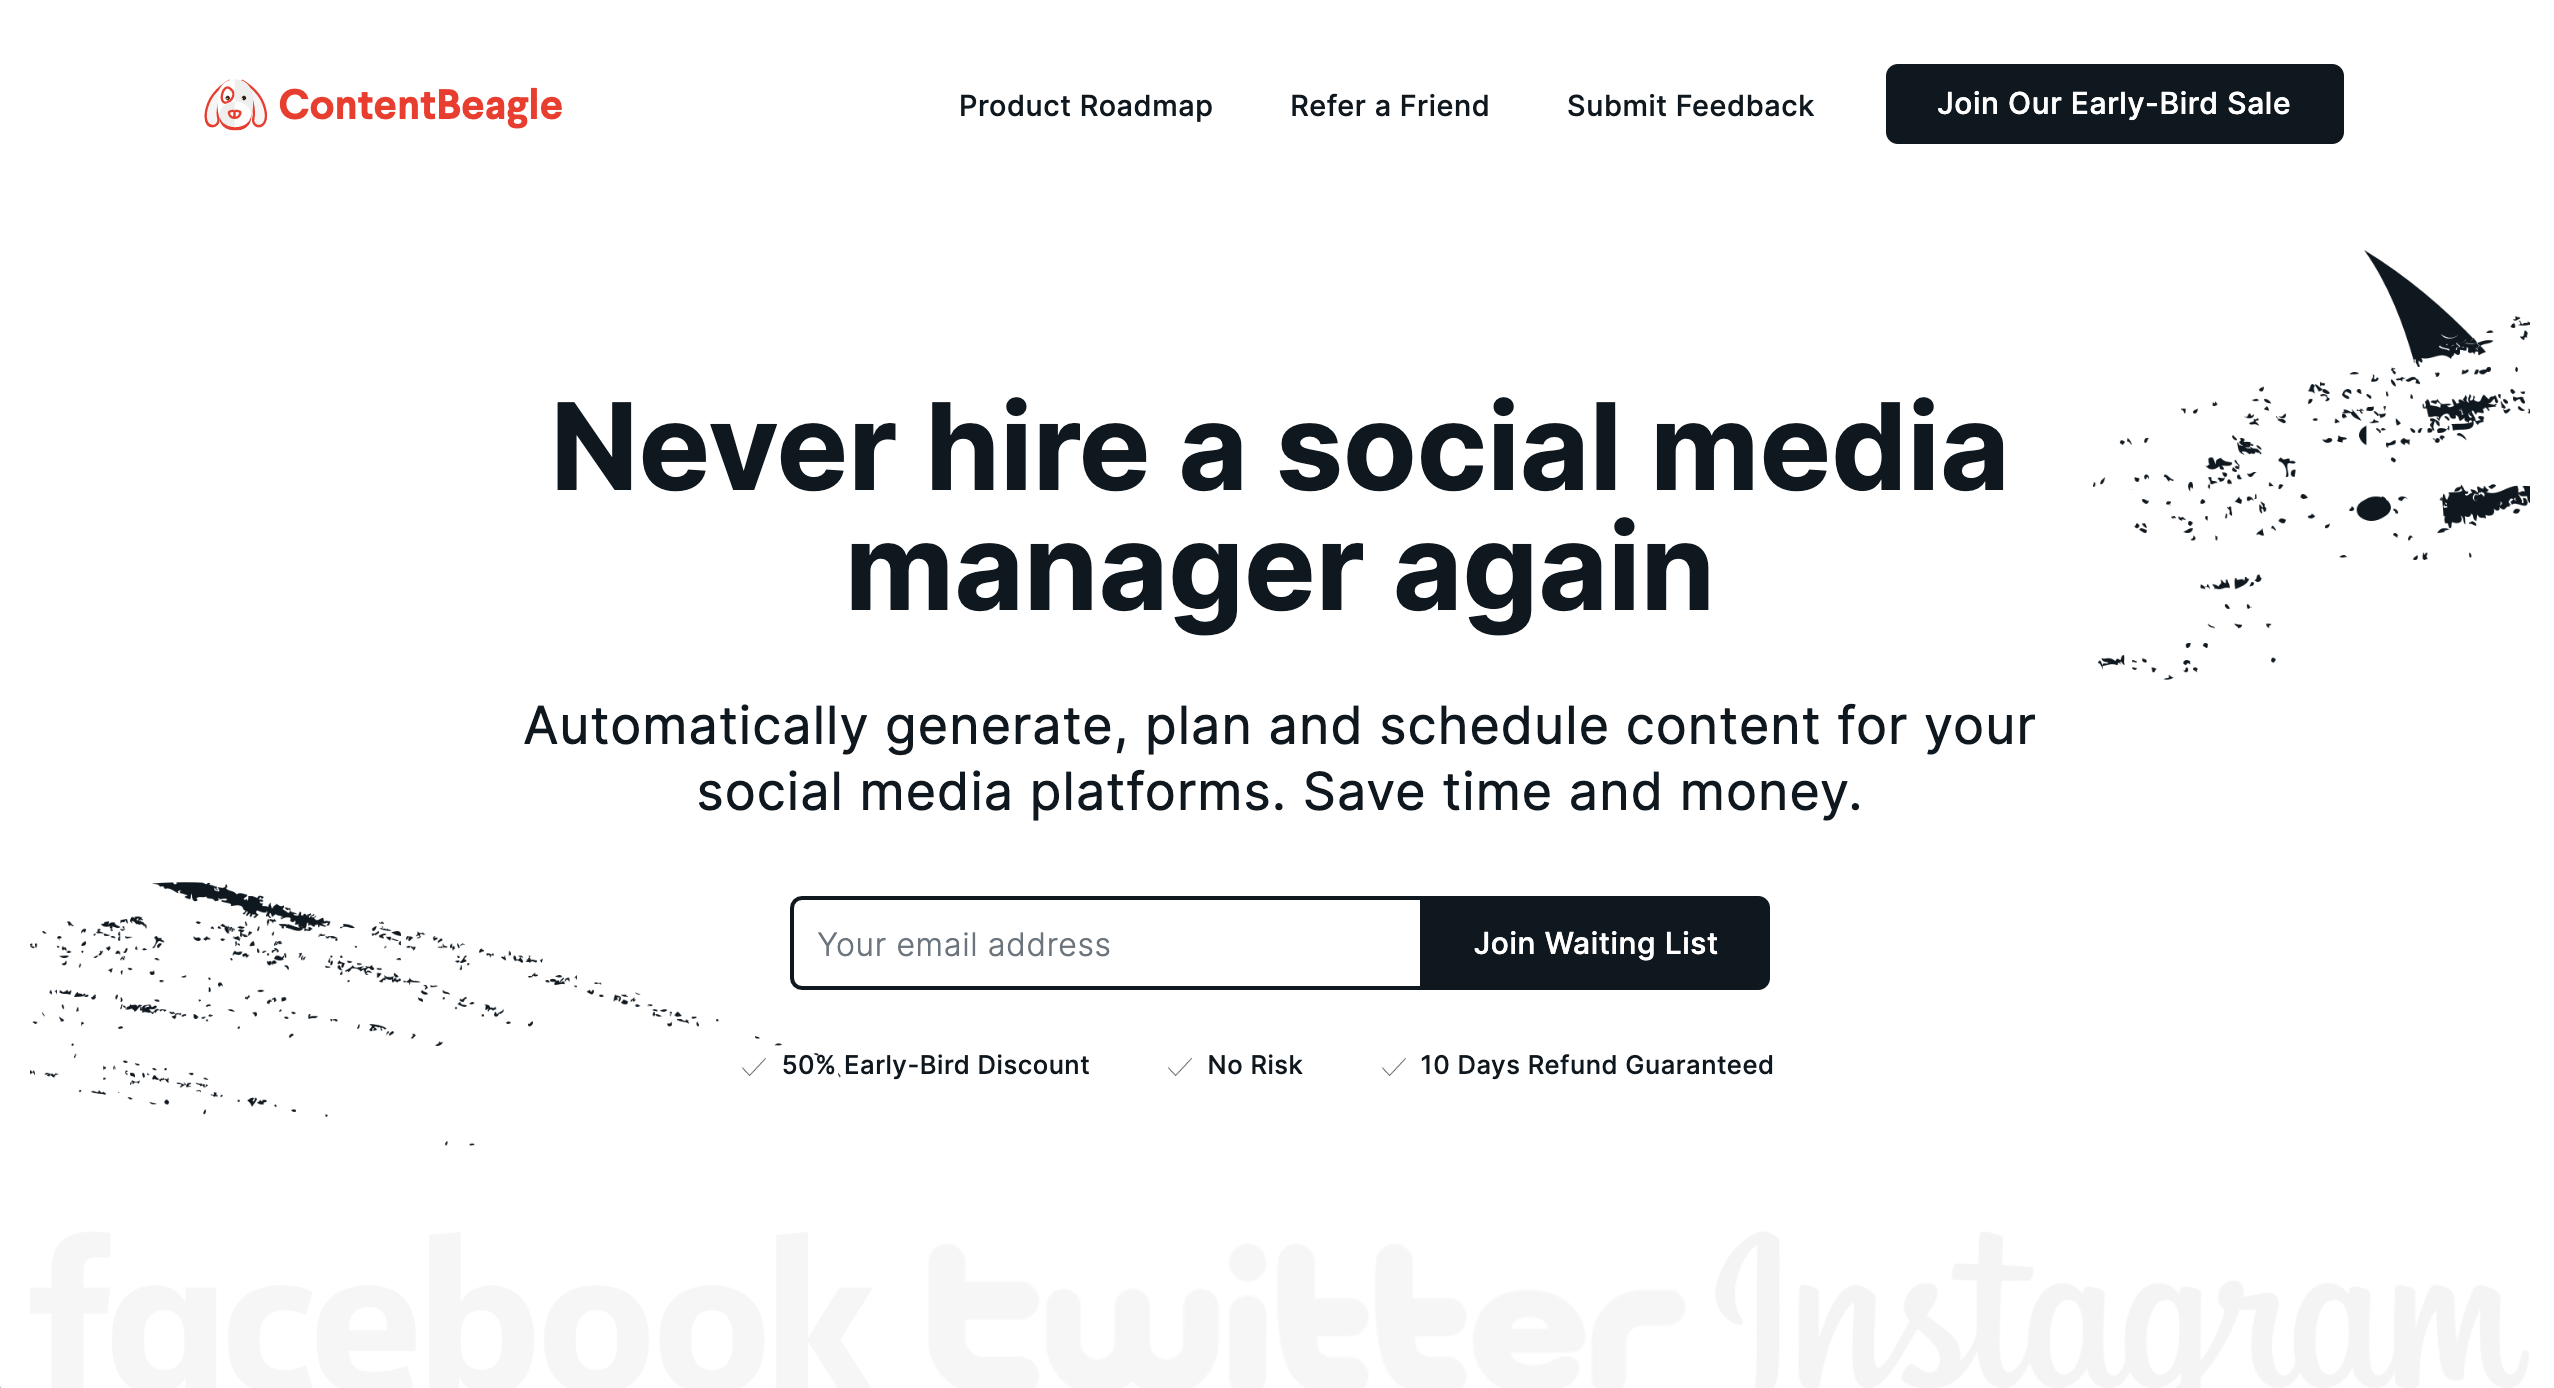 ContentBeagle
Product Roadmap
Refer a Friend
Submit Feedback
Join Our Early-Bird Sale
Never hire a social media
manager again
Automatically generate, plan and schedule content for your
social media platforms. Save time and money.
Your email address
Join Waiting List
50% Early-Bird Discount
No Risk
10 Days Refund Guaranteed
facebook twitter Instagram